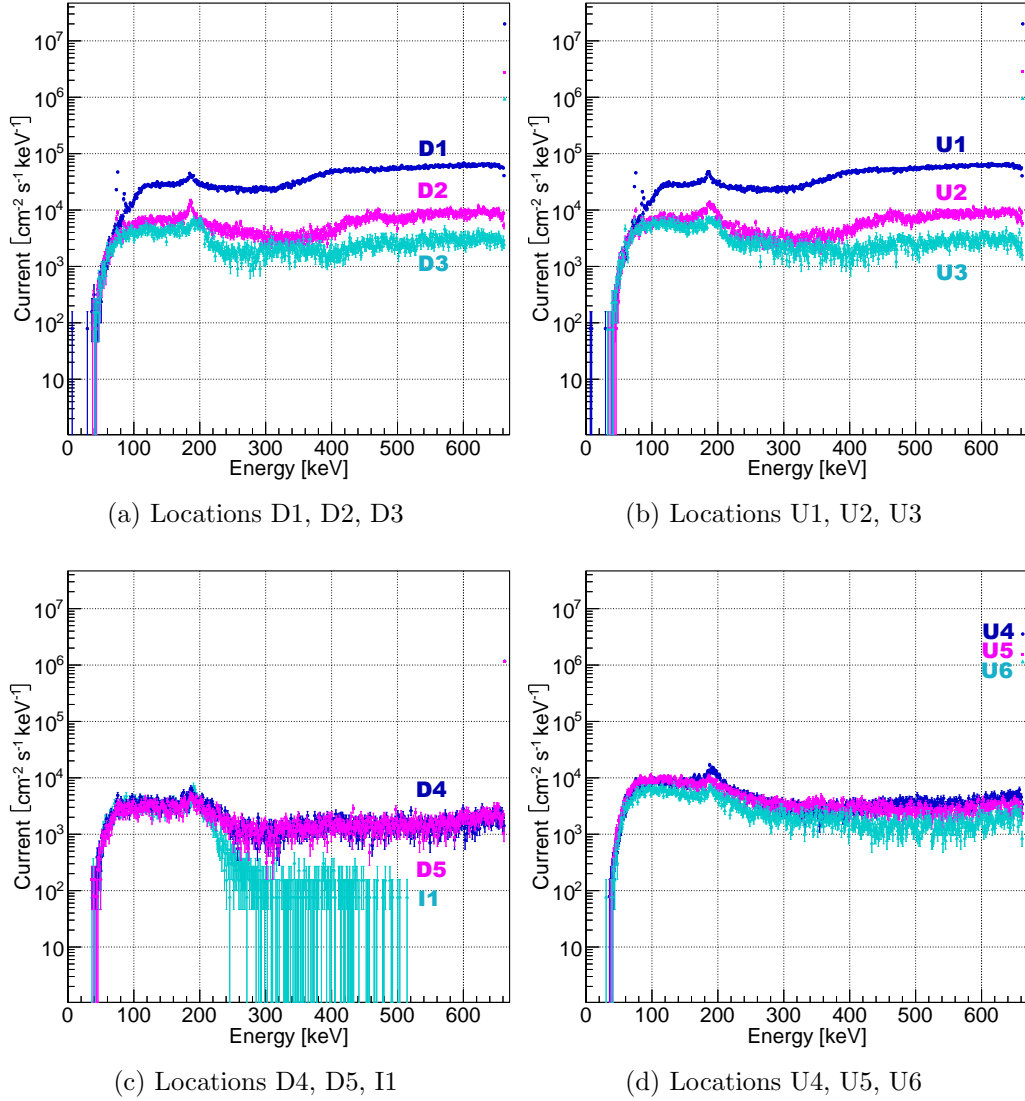 Current [cm⁻² s⁻¹ keV⁻¹]
10⁷
10⁶
10⁵
10⁴
10³
10²
10
D1
D2
D3
0 100 200 300 400 500 600
Energy [keV]
(a) Locations D1, D2, D3
Current [cm⁻² s⁻¹ keV⁻¹]
10⁷
10⁶
10⁵
10⁴
10³
10²
10
U1
U2
U3
0 100 200 300 400 500 600
Energy [keV]
(b) Locations U1, U2, U3
Current [cm⁻² s⁻¹ keV⁻¹]
10⁷
10⁶
10⁵
10⁴
10³
10²
10
D4
D5
I1
0 100 200 300 400 500 600
Energy [keV]
(c) Locations D4, D5, I1
Current [cm⁻² s⁻¹ keV⁻¹]
10⁷
10⁶
10⁵
10⁴
10³
10²
10
U4
U5
U6
0 100 200 300 400 500 600
Energy [keV]
(d) Locations U4, U5, U6